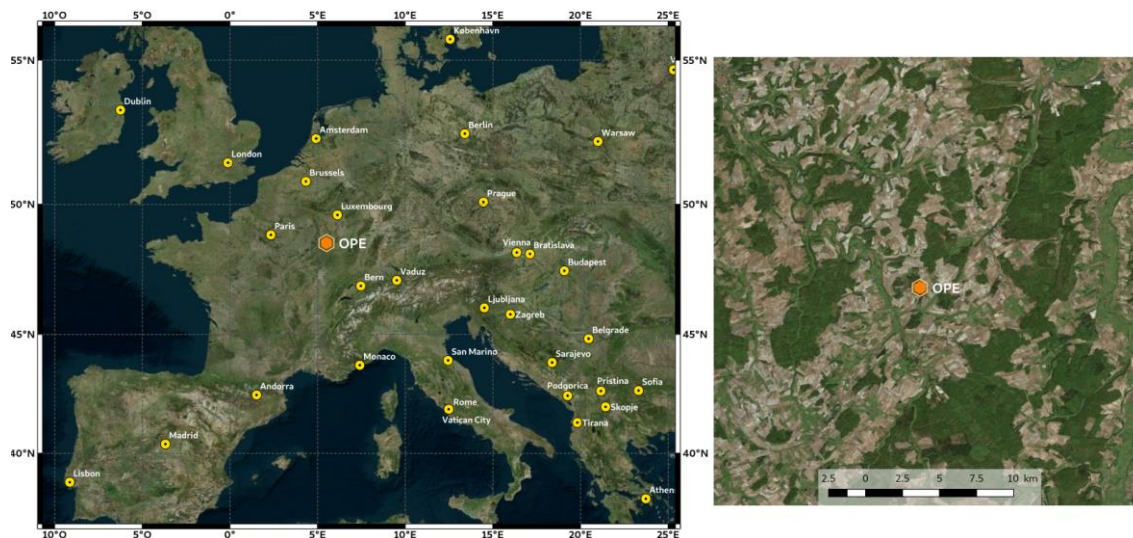 10°O 5°O 0° 5°E 10°E 15°E 20°E 25°E
55°N 55°N
København
V
Dublin
Amsterdam
Berlin
Warsaw
London
Brussels
50°N 50°N
Prague
Luxembourg
Paris
OPE
Vienna
Bratislava
Budapest
Bern
Vaduz
Ljubljana
Zagreb
45°N 45°N
Belgrade
Monaco
San Marino
Sarajevo
Andorra
Podgorica
Pristina
Sofia
Rome
Vatican City
Skopje
Tirana
Madrid
40°N 40°N
Lisbon
Athen
10°O 5°O 0° 5°E 10°E 15°E 20°E 25°E
OPE
2.5 0 2.5 5 7.5 10 km